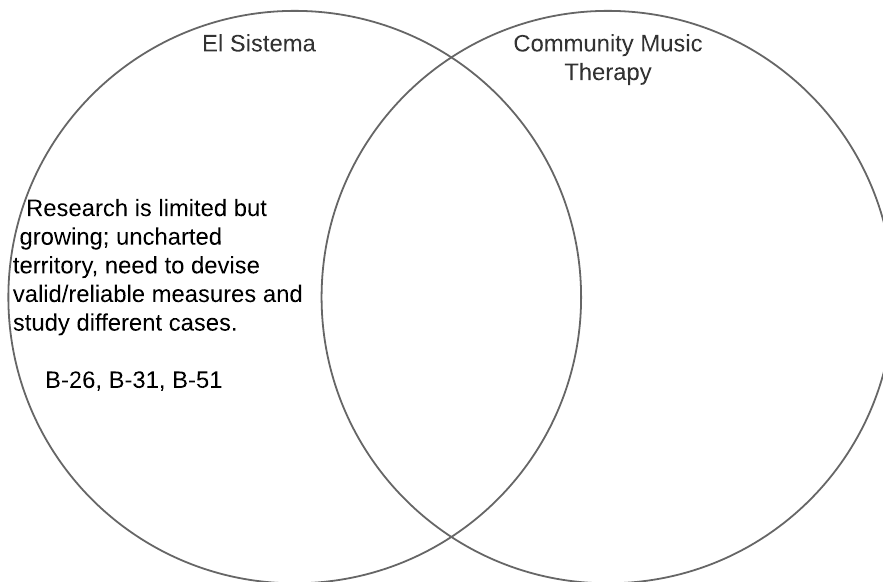 El Sistema
Community Music
Therapy
Research is limited but
growing; uncharted
territory, need to devise
valid/reliable measures and
study different cases.
B-26, B-31, B-51